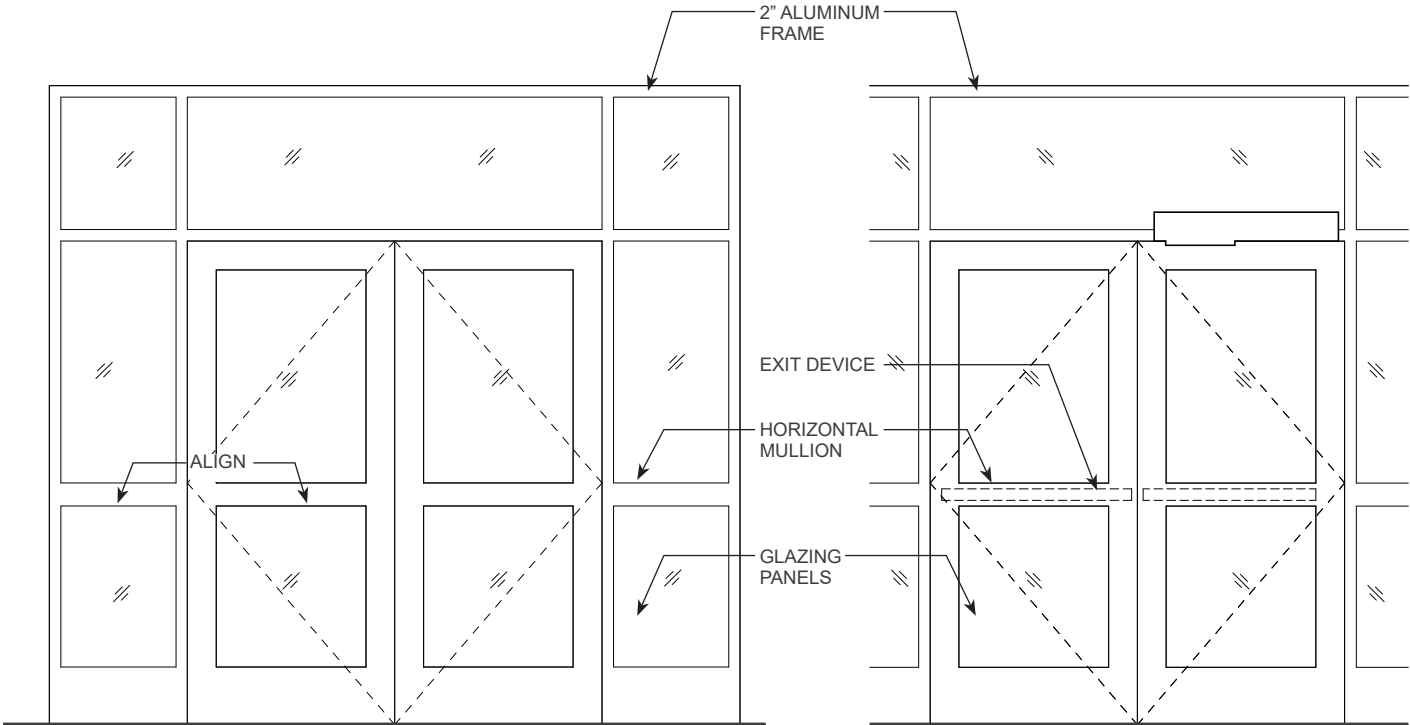 2” ALUMINUM
FRAME
EXIT DEVICE
HORIZONTAL
MULLION
ALIGN
GLAZING
PANELS